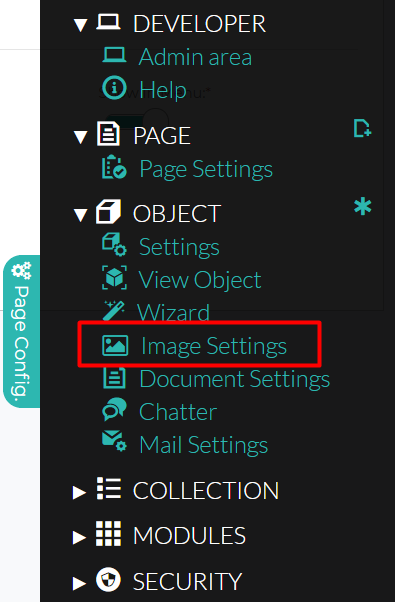 DEVELOPER
Admin area
Help
PAGE
Page Settings
OBJECT
Settings
View Object
Wizard
Image Settings
Document Settings
Chatter
Mail Settings
COLLECTION
MODULES
SECURITY
Page Config.